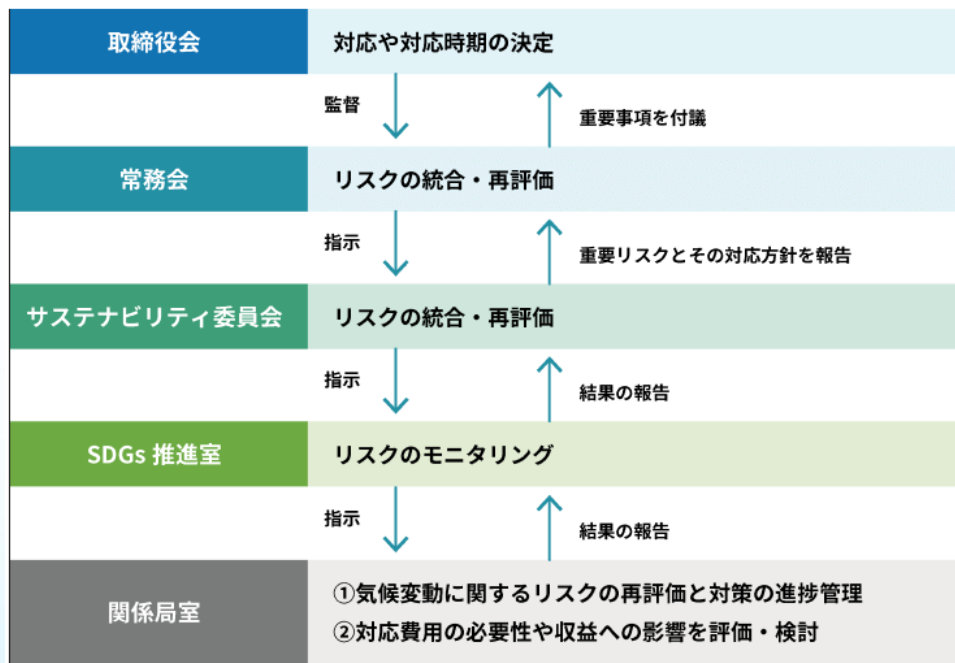 取締役会
対応や対応時期の決定
監督
重要事項を付議
常務会
リスクの統合・再評価
指示
重要リスクとその対応方針を報告
サステナビリティ委員会
リスクの統合・再評価
指示
結果の報告
SDGs 推進室
リスクのモニタリング
指示
結果の報告
関係局室
①気候変動に関するリスクの再評価と対策の進捗管理
②対応費用の必要性や収益への影響を評価・検討